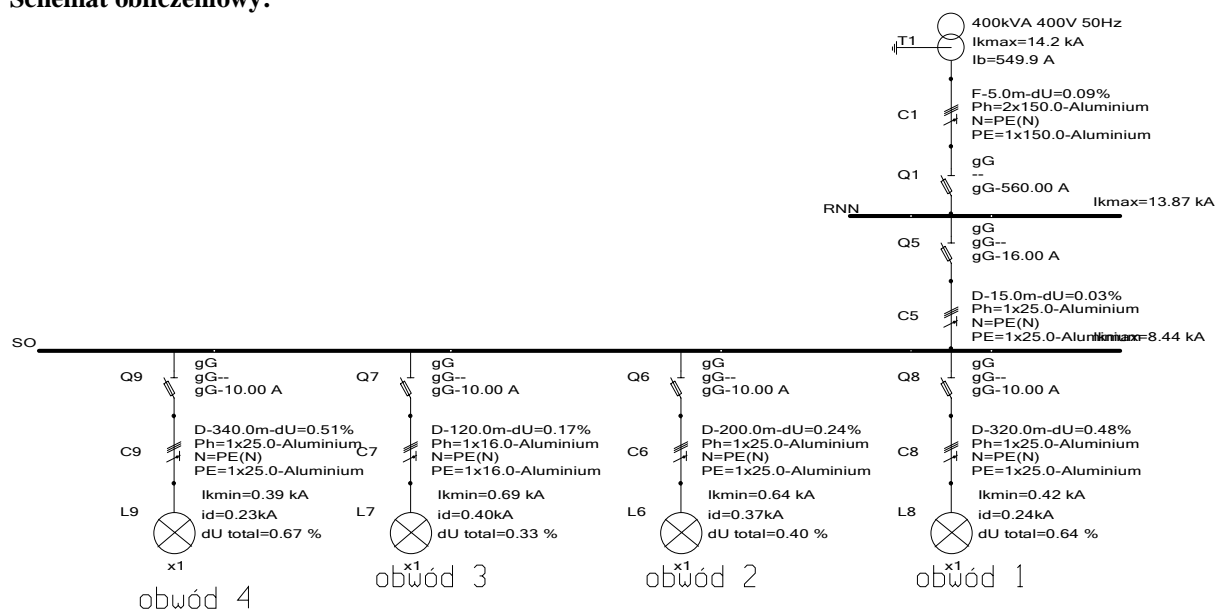 Schemat obliczeniowy:
400kVA 400V 50Hz
T1
Ikmax=14.2 kA
Ib=549.9 A
F-5.0m-dU=0.09%
C1
Ph=2x150.0-Aluminium
N=PE(N)
PE=1x150.0-Aluminium
gG
Q1
--
gG-560.00 A
RNN
Ikmax=13.87 kA
gG
Q5
gG--
gG-16.00 A
D-15.0m-dU=0.03%
C5
Ph=1x25.0-Aluminium
N=PE(N)
PE=1x25.0-Aluminium
Ikmax=8.44 kA
SO
Q9
gG
gG--
gG-10.00 A
C9
D-340.0m-dU=0.51%
Ph=1x25.0-Aluminium
N=PE(N)
PE=1x25.0-Aluminium
Ikmin=0.39 kA
L9
id=0.23kA
dU total=0.67 %
x1
obwód 4
Q7
gG
gG--
gG-10.00 A
C7
D-120.0m-dU=0.17%
Ph=1x16.0-Aluminium
N=PE(N)
PE=1x16.0-Aluminium
Ikmin=0.69 kA
L7
id=0.40kA
dU total=0.33 %
x1
obwód 3
Q6
gG
gG--
gG-10.00 A
C6
D-200.0m-dU=0.24%
Ph=1x25.0-Aluminium
N=PE(N)
PE=1x25.0-Aluminium
Ikmin=0.64 kA
L6
id=0.37kA
dU total=0.40 %
x1
obwód 2
Q8
gG
gG--
gG-10.00 A
C8
D-320.0m-dU=0.48%
Ph=1x25.0-Aluminium
N=PE(N)
PE=1x25.0-Aluminium
Ikmin=0.42 kA
L8
id=0.24kA
dU total=0.64 %
x1
obwód 1